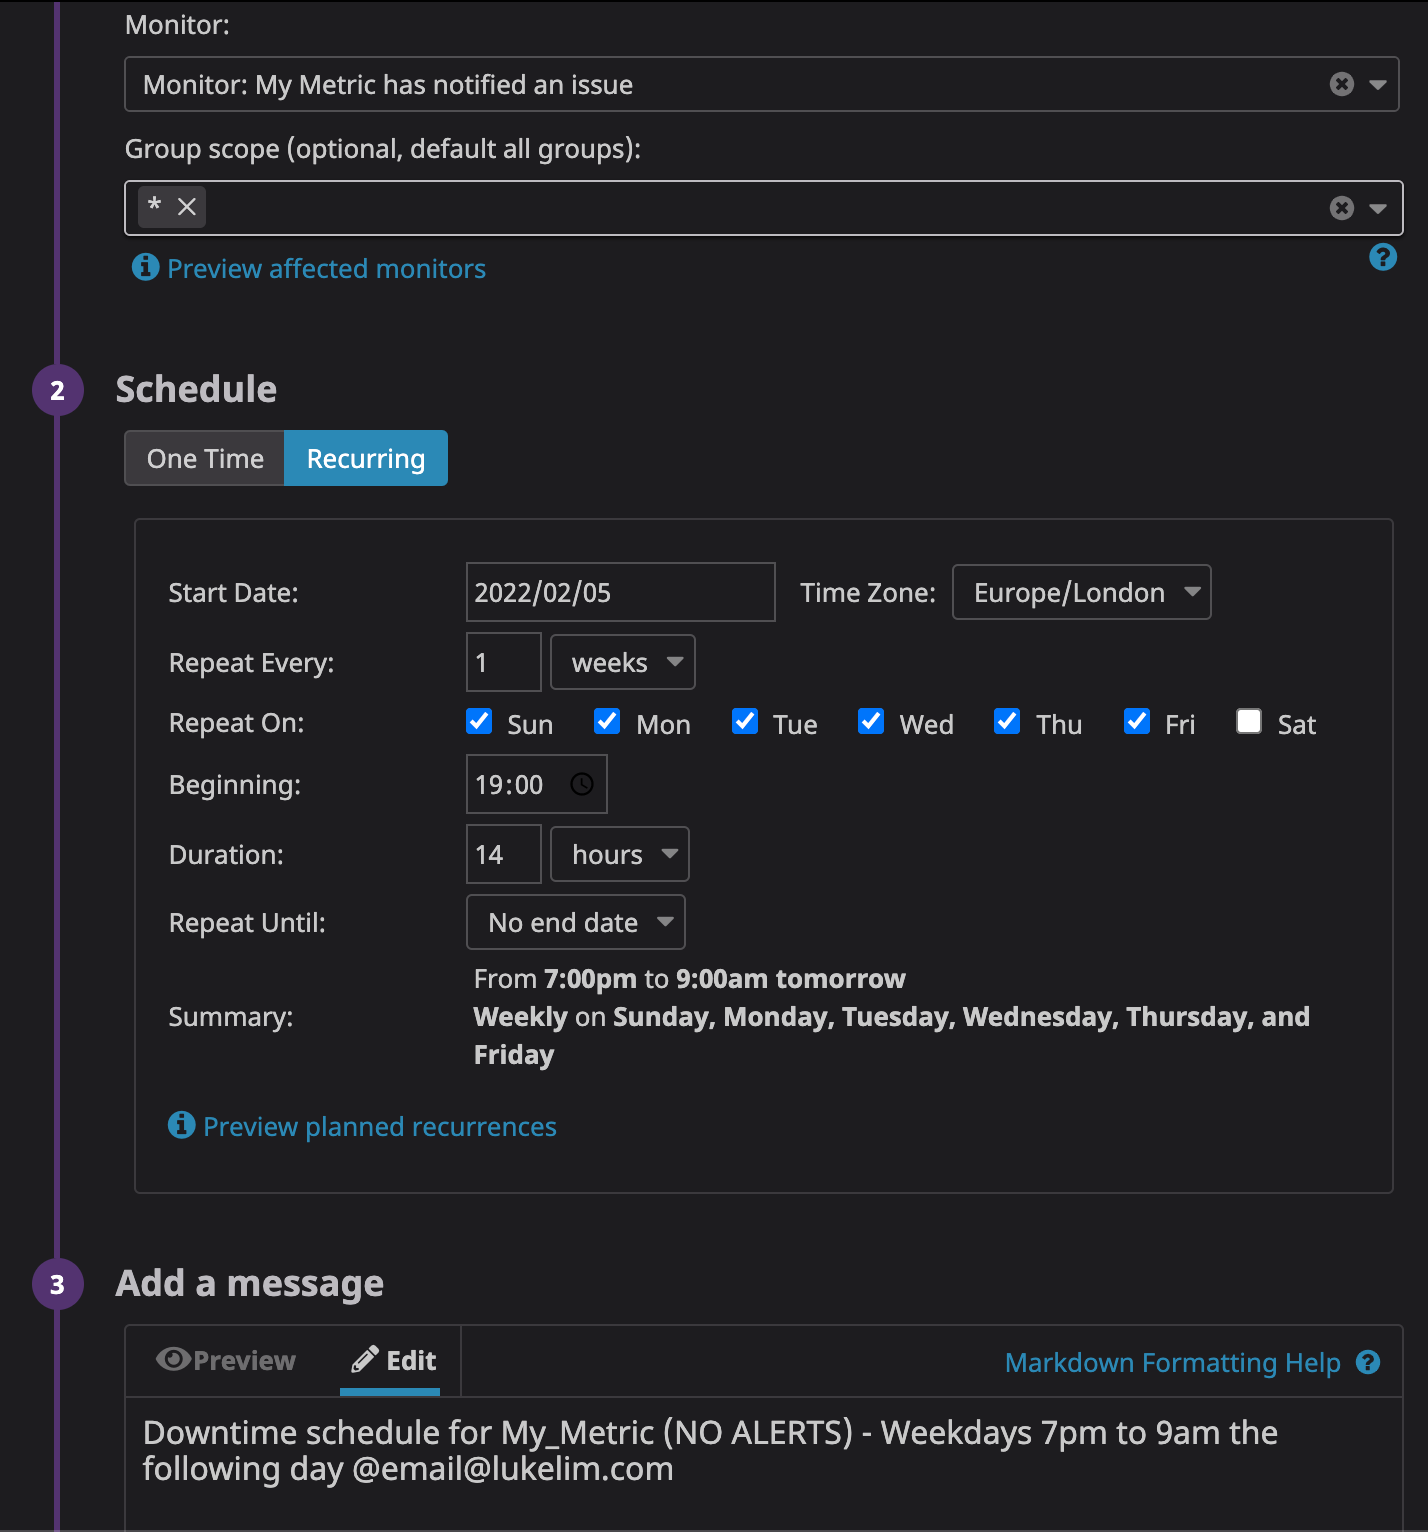 Monitor:
Monitor: My Metric has notified an issue
Group scope (optional, default all groups):
*
Preview affected monitors
2 Schedule
One Time Recurring
Start Date: 2022/02/05 Time Zone: Europe/London
Repeat Every: 1 weeks
Repeat On: Sun Mon Tue Wed Thu Fri Sat
Beginning: 19:00
Duration: 14 hours
Repeat Until: No end date
From 7:00pm to 9:00am tomorrow
Summary: Weekly on Sunday, Monday, Tuesday, Wednesday, Thursday, and
Friday
Preview planned recurrences
3 Add a message
Preview Edit Markdown Formatting Help
Downtime schedule for My_Metric (NO ALERTS) - Weekdays 7pm to 9am the
following day @email@lukelim.com